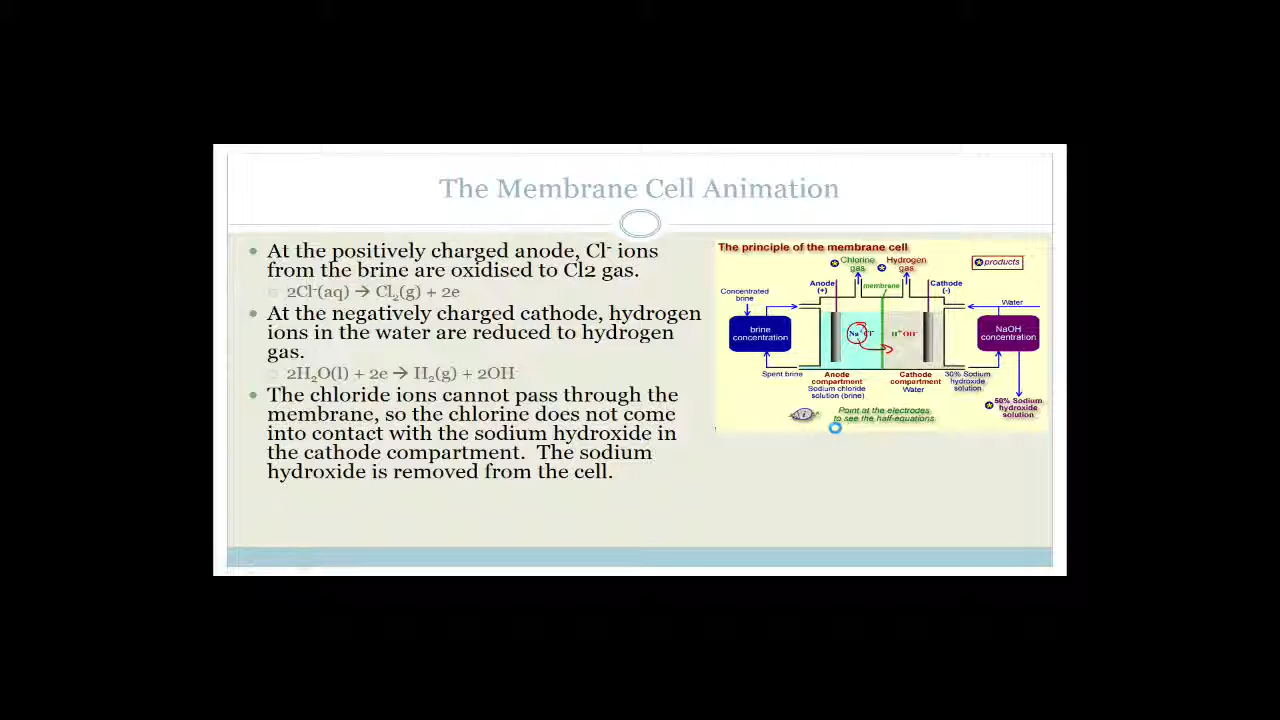 The Membrane Cell Animation
At the positively charged anode, Cl- ions
from the brine are oxidised to Cl2 gas.
2Cl-(aq) → Cl2(g) + 2e
At the negatively charged cathode, hydrogen
ions in the water are reduced to hydrogen
gas.
2H2O(l) + 2e → H2(g) + 2OH-
The chloride ions cannot pass through the
membrane, so the chlorine does not come
into contact with the sodium hydroxide in
the cathode compartment. The sodium
hydroxide is removed from the cell.
The principle of the membrane cell
Chlorine
gas
Hydrogen
gas
products
Anode
(+)
membrane
Cathode
(-)
Concentrated
brine
Water
brine
concentration
Na+ Cl-
H+ OH-
NaOH
concentration
Spent brine
Anode
compartment
Sodium chloride
solution (brine)
Cathode
compartment
Water
30% Sodium
hydroxide
solution
50% Sodium
hydroxide
solution
i
Point at the electrodes
to see the half-equations.